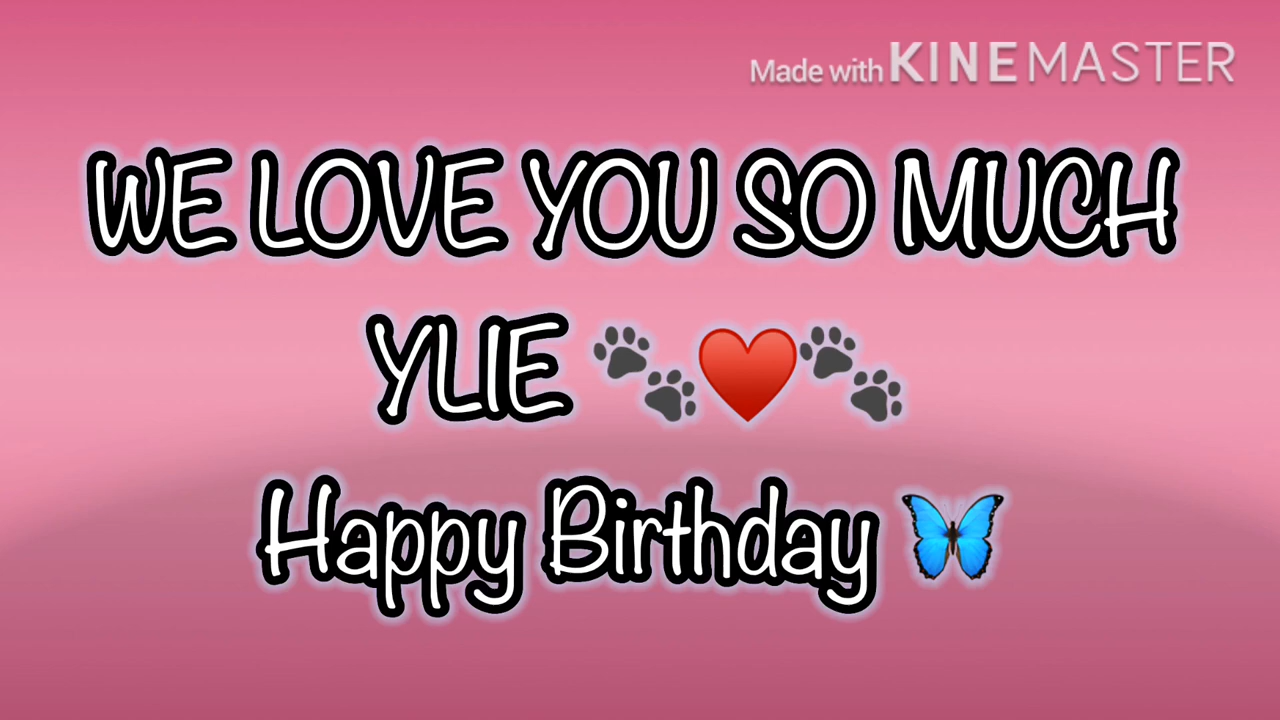 Made with KINEMASTER
WE LOVE YOU SO MUCH
YLIE 🐾❤️🐾
Happy Birthday 🦋